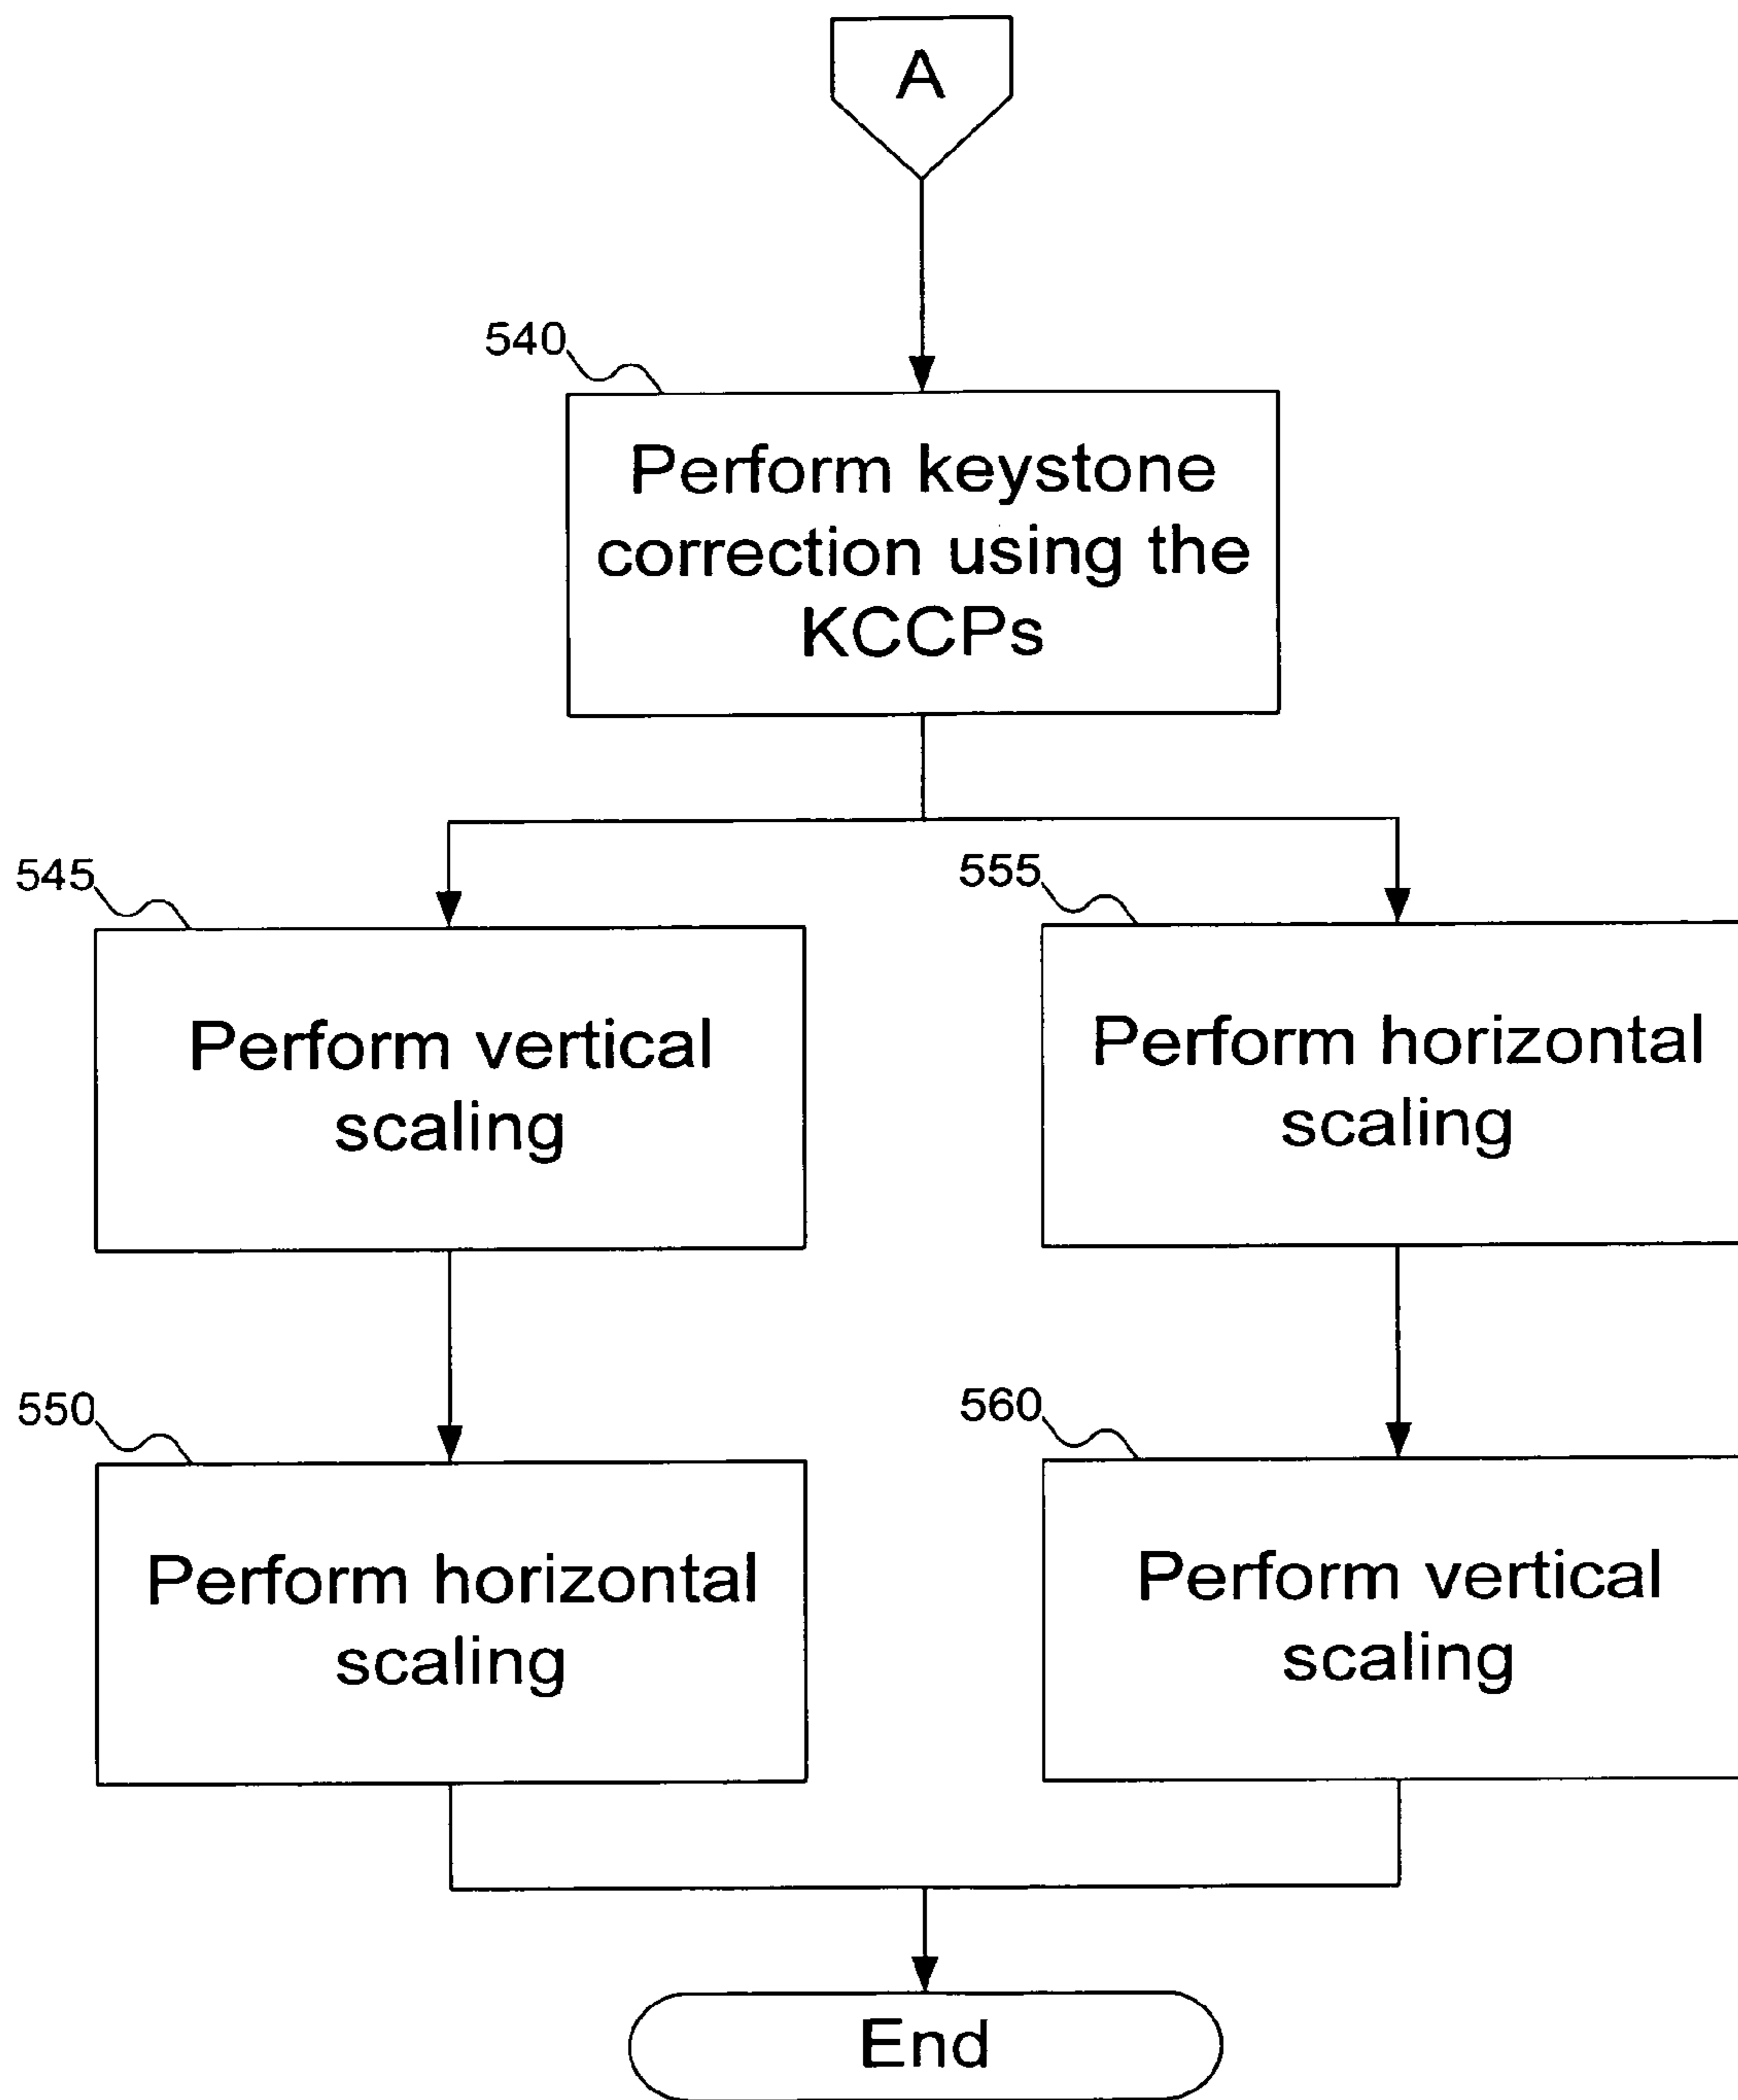 A
540
Perform keystone
correction using the
KCCPs
545
Perform vertical
scaling
555
Perform horizontal
scaling
550
Perform horizontal
scaling
560
Perform vertical
scaling
End